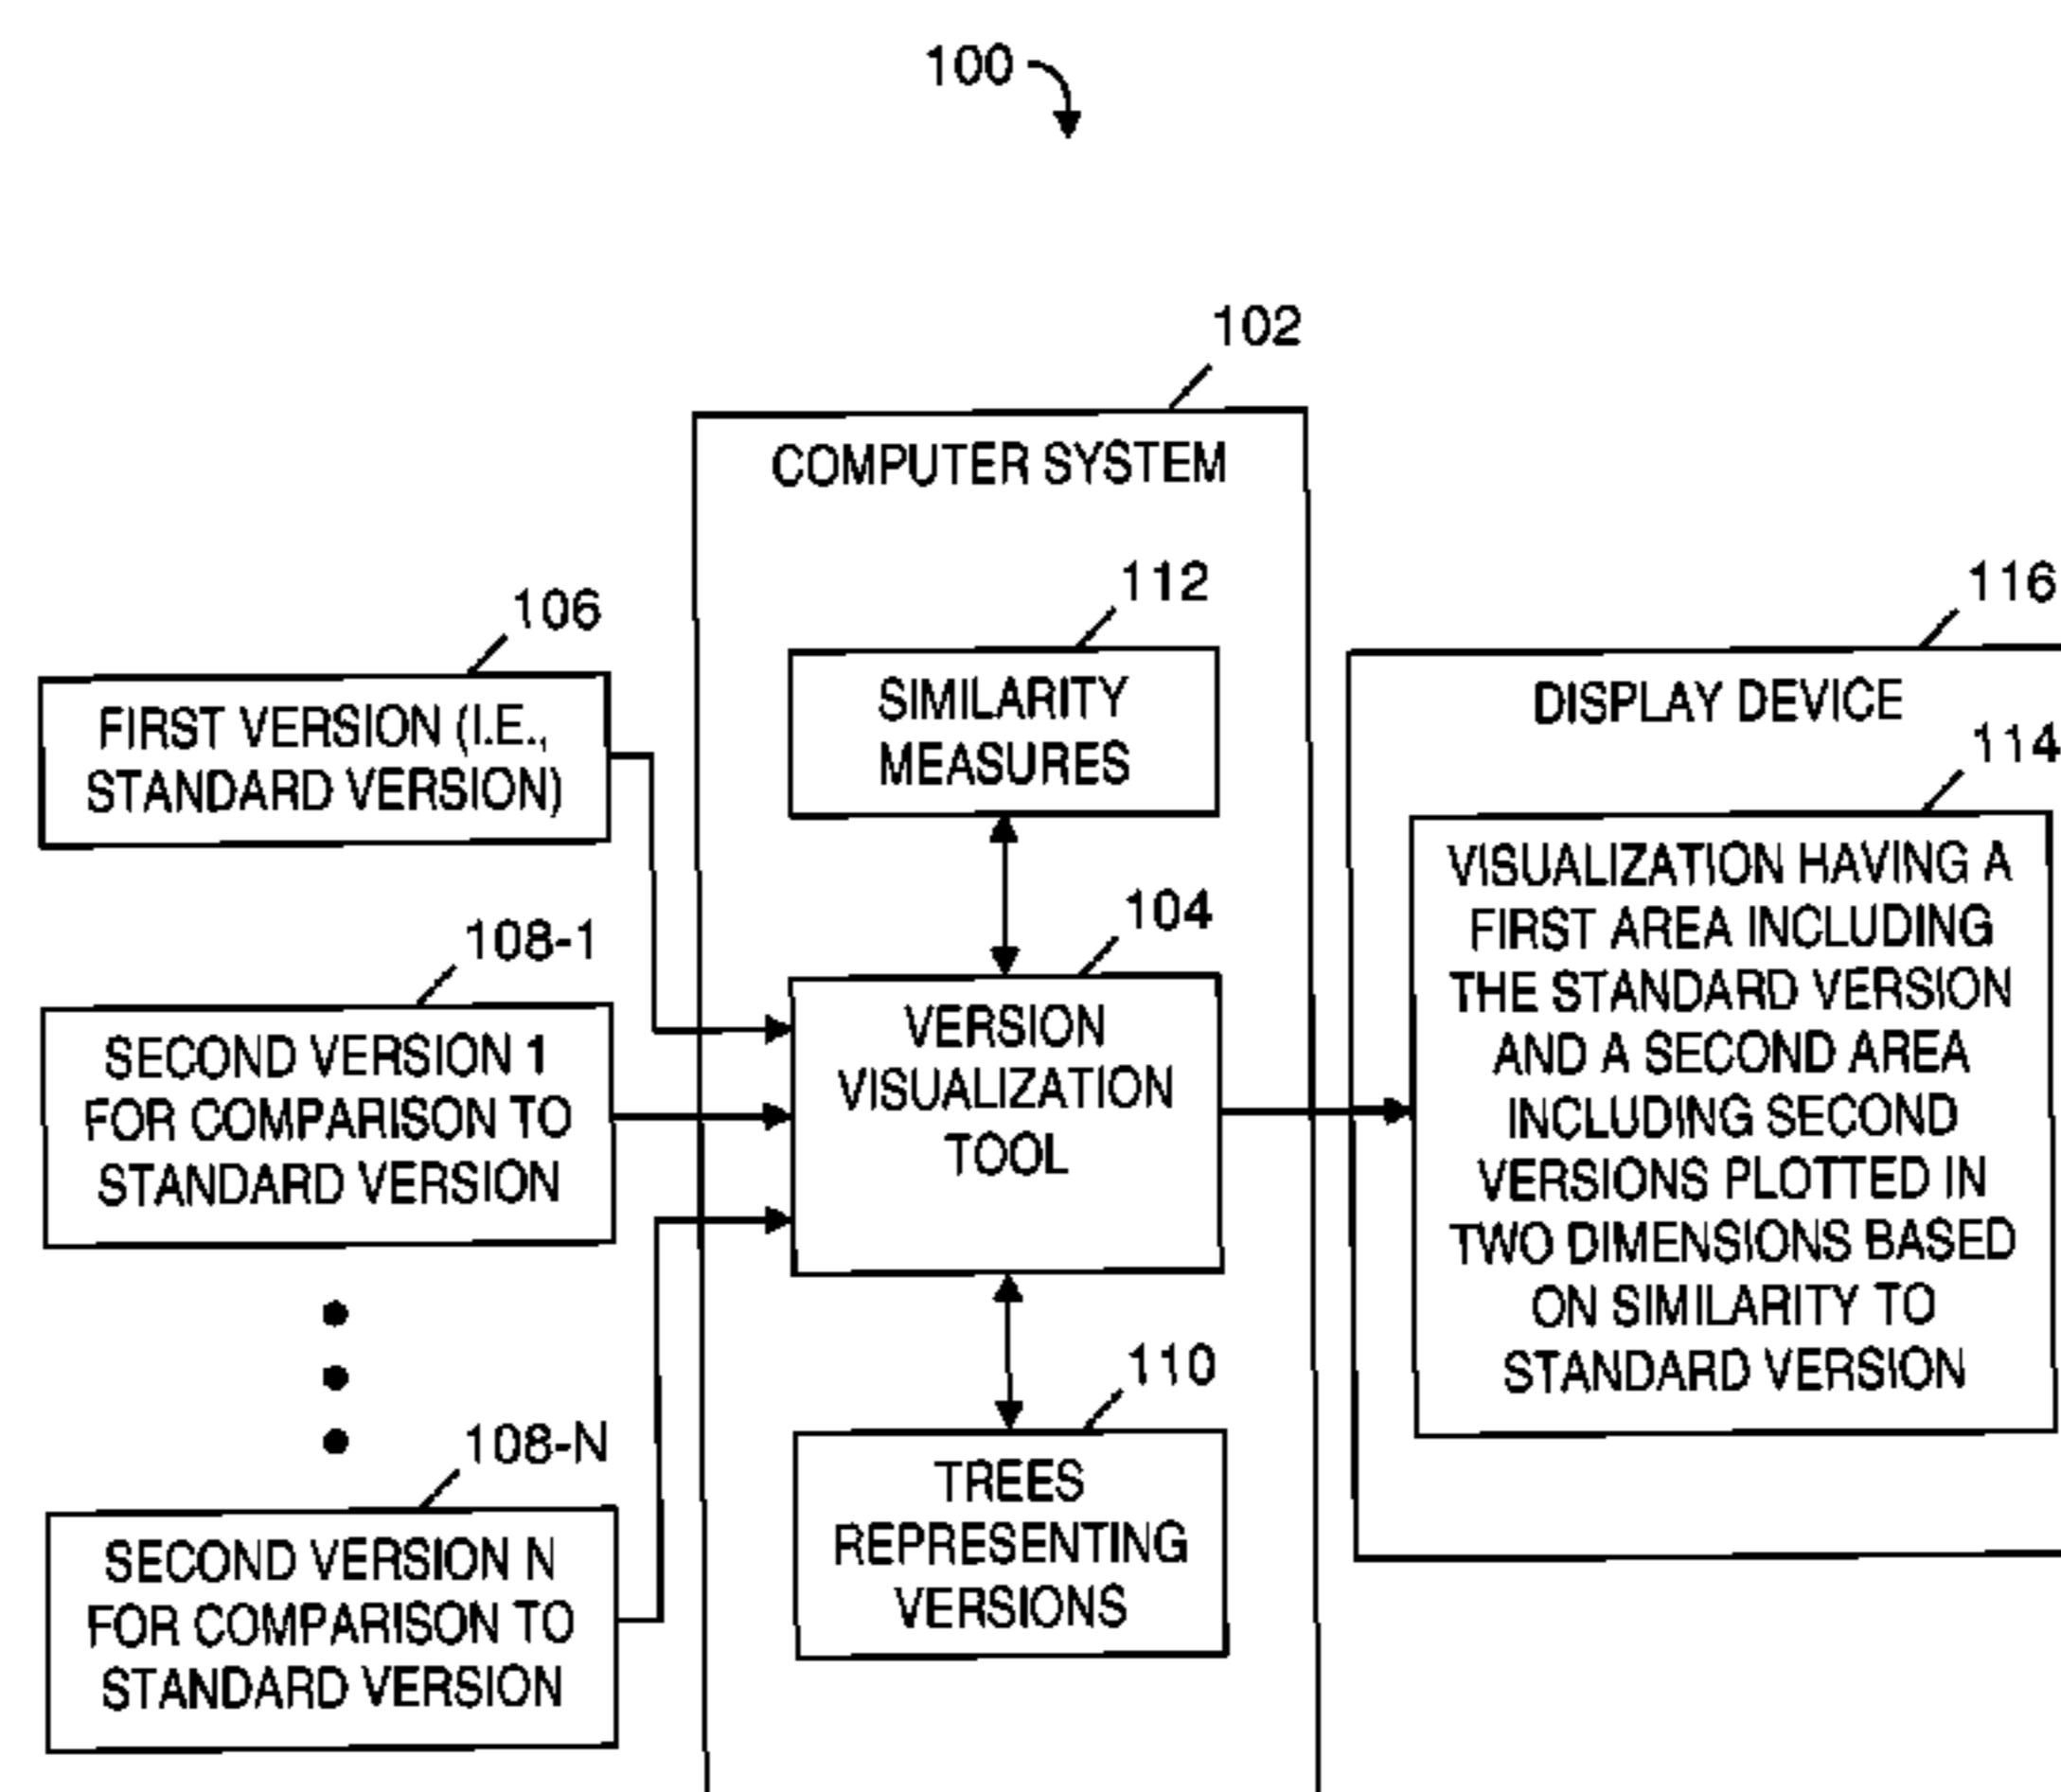 100
102
COMPUTER SYSTEM
106
FIRST VERSION (I.E.,
STANDARD VERSION)
108-1
SECOND VERSION 1
FOR COMPARISON TO
STANDARD VERSION
108-N
SECOND VERSION N
FOR COMPARISON TO
STANDARD VERSION
112
SIMILARITY
MEASURES
104
VERSION
VISUALIZATION
TOOL
110
TREES
REPRESENTING
VERSIONS
116
DISPLAY DEVICE
114
VISUALIZATION HAVING A
FIRST AREA INCLUDING
THE STANDARD VERSION
AND A SECOND AREA
INCLUDING SECOND
VERSIONS PLOTTED IN
TWO DIMENSIONS BASED
ON SIMILARITY TO
STANDARD VERSION